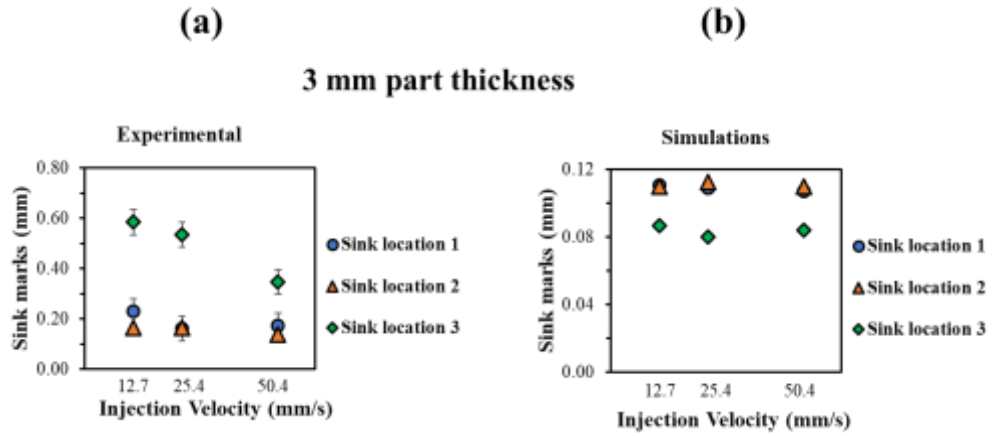 (a)
(b)
3 mm part thickness
Experimental
Sink marks (mm)
0.80
0.60
0.40
0.20
0.00
12.7 25.4 50.4
Injection Velocity (mm/s)
Sink location 1
Sink location 2
Sink location 3
Simulations
Sink marks (mm)
0.12
0.08
0.04
0.00
12.7 25.4 50.4
Injection Velocity (mm/s)
Sink location 1
Sink location 2
Sink location 3